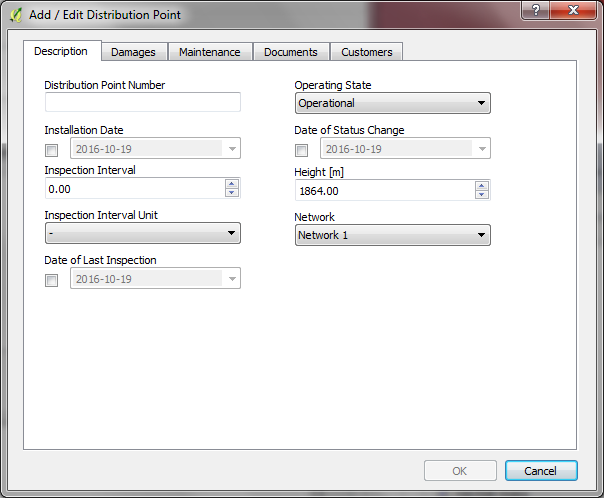 Add / Edit Distribution Point
?
Description
Damages
Maintenance
Documents
Customers
Distribution Point Number
Operating State
Operational
Installation Date
2016-10-19
Date of Status Change
2016-10-19
Inspection Interval
0.00
Height [m]
1864.00
Inspection Interval Unit
-
Network
Network 1
Date of Last Inspection
2016-10-19
OK
Cancel